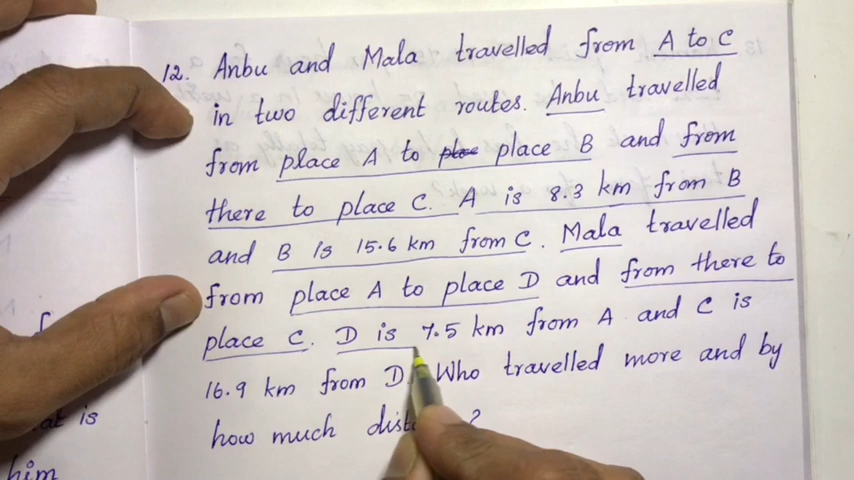 12. Anbu and Mala travelled from A to C
in two different routes. Anbu travelled
from place A to place B and from
there to place C. A is 8.3 km from B
and B is 15.6 km from C. Mala travelled
from place A to place D and from there to
place C. D is 7.5 km from A and C is
16.9 km from D. Who travelled more and by
how much ?
is
him